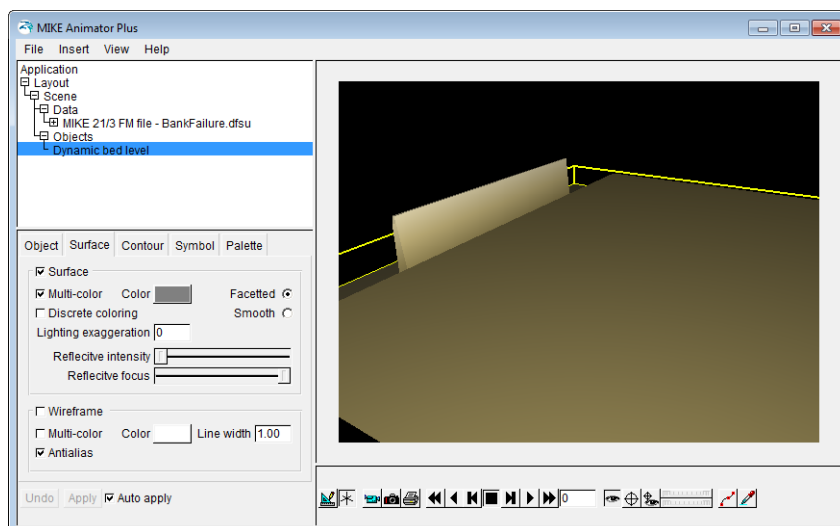 MIKE Animator Plus
File Insert View Help
Application
Layout
Scene
Data
MIKE 21/3 FM file - BankFailure.dfsu
Objects
Dynamic bed level
Object Surface Contour Symbol Palette
Surface
Multi-color Color Facetted
Discrete coloring Smooth
Lighting exaggeration 0
Reflecitve intensity
Reflecitve focus
Wireframe
Multi-color Color Line width 1.00
Antialias
Undo Apply Auto apply
0